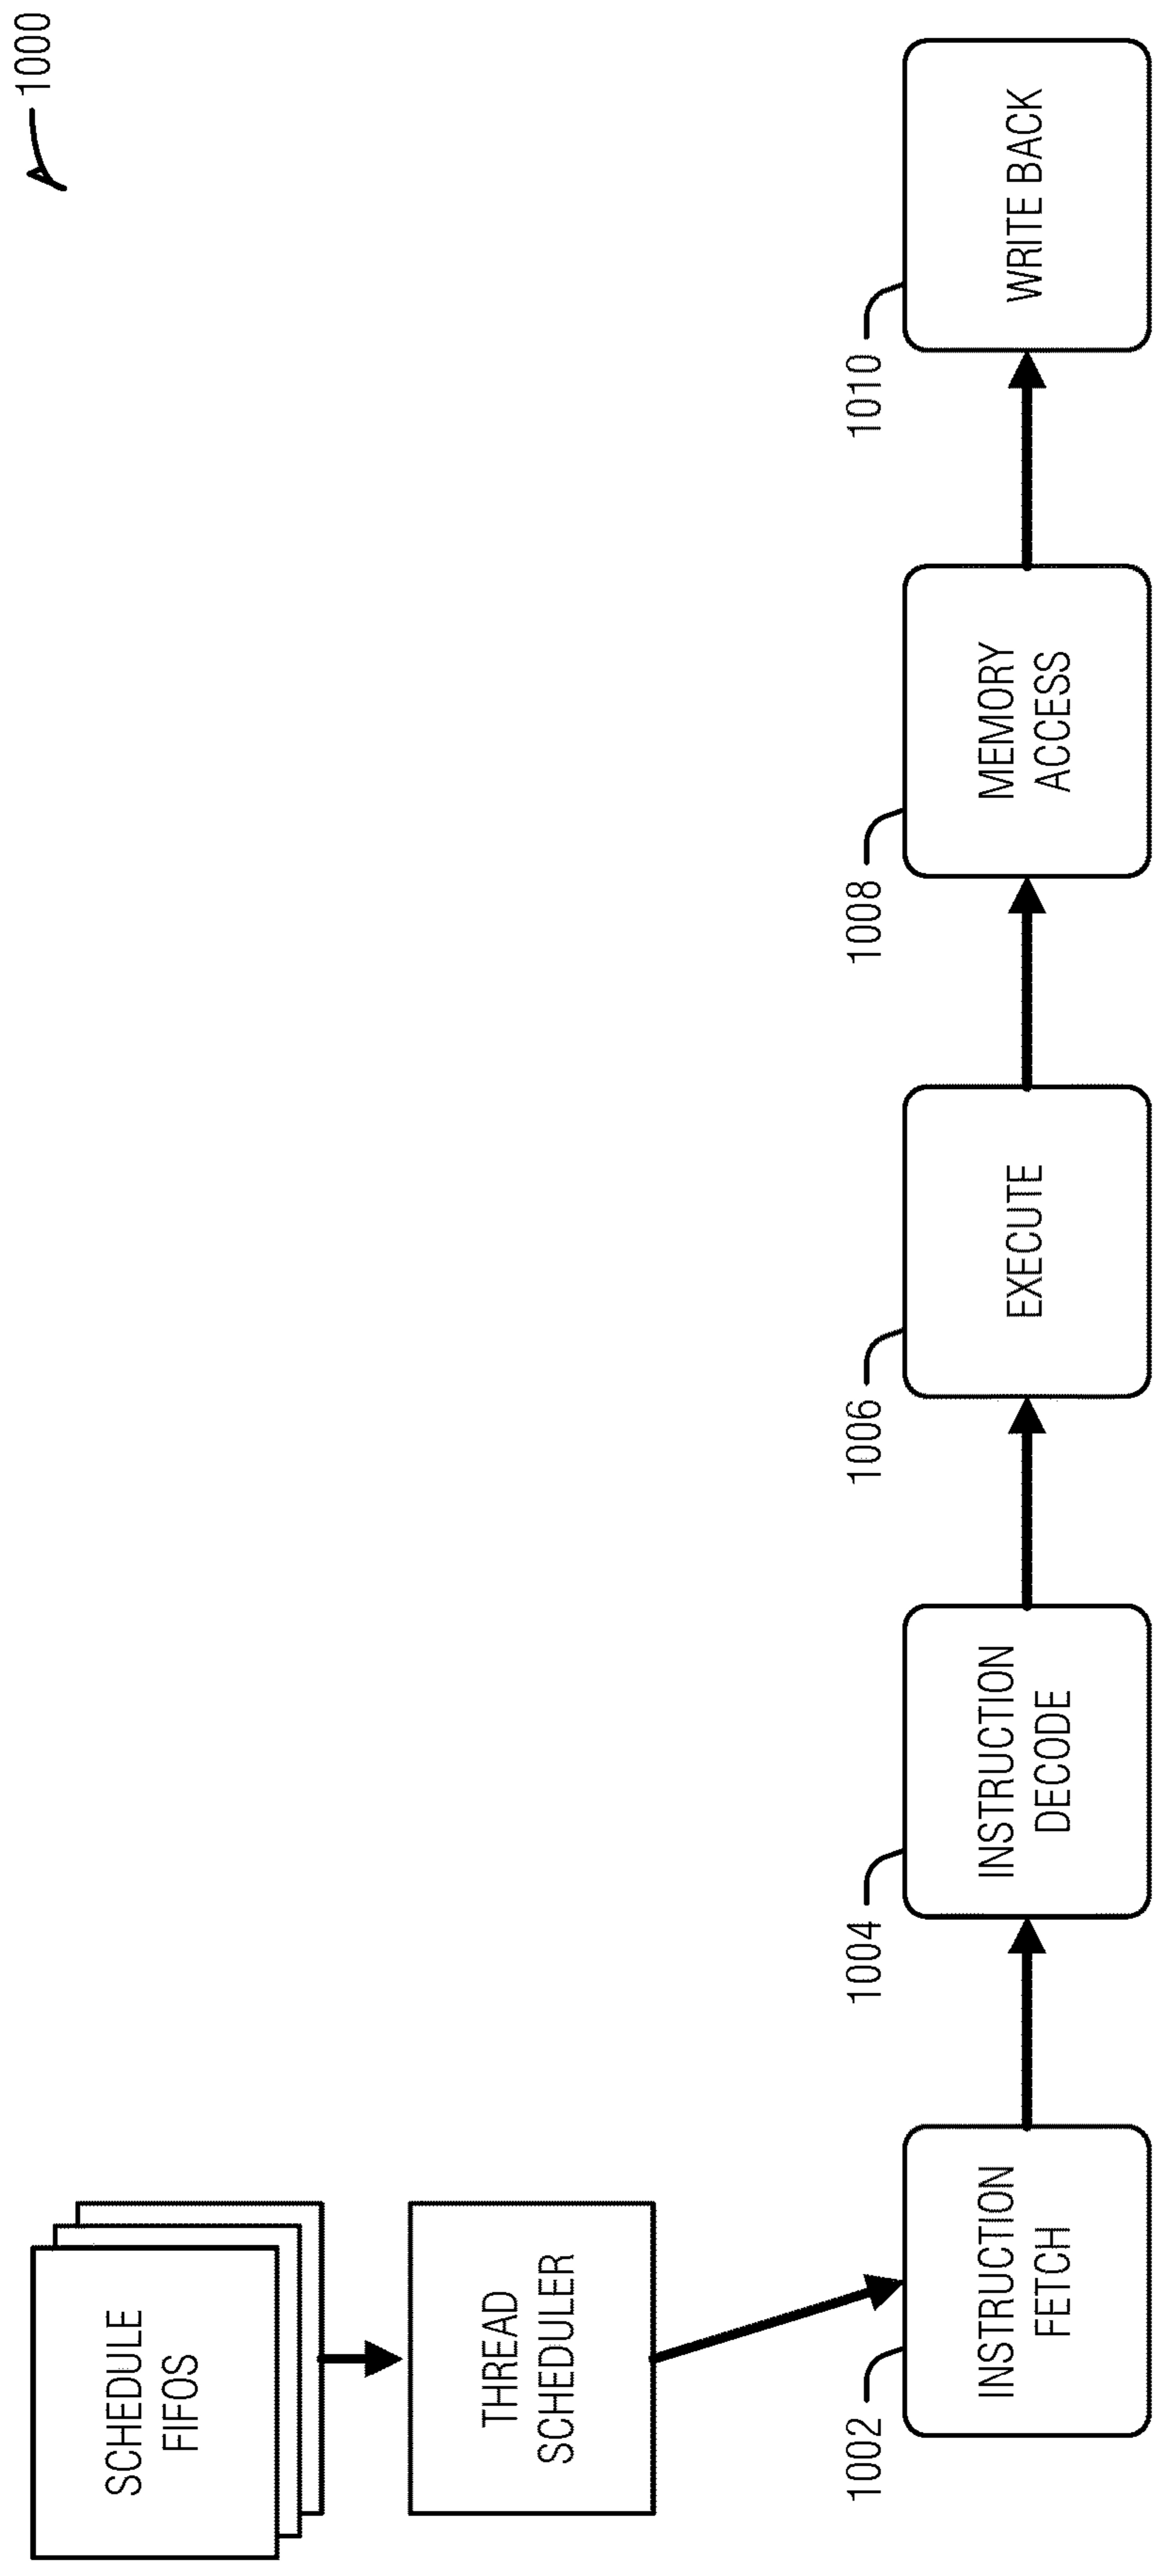 1000
SCHEDULE
FIFOS
THREAD
SCHEDULER
1002
INSTRUCTION
FETCH
1004
INSTRUCTION
DECODE
1006
EXECUTE
1008
MEMORY
ACCESS
1010
WRITE BACK